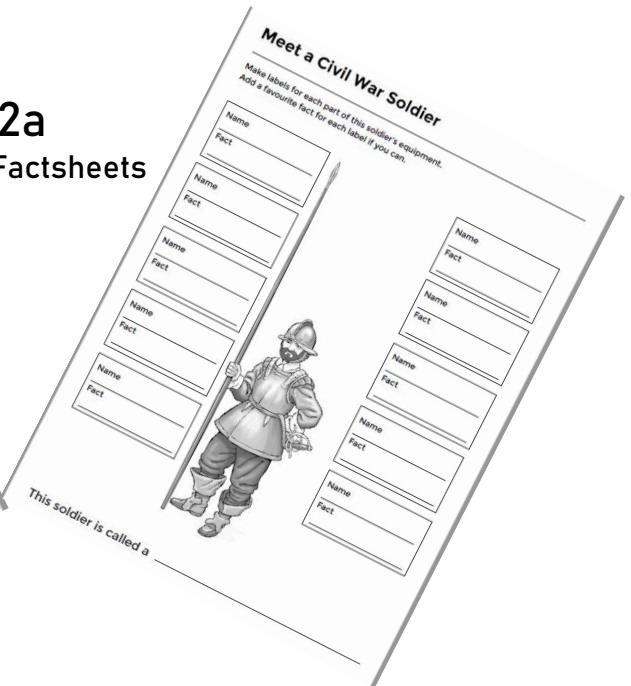 2a
Factsheets
Meet a Civil War Soldier
Make labels for each part of this soldier's equipment.
Add a favourite fact for each label if you can.
Name
Fact
Name
Fact
Name
Fact
Name
Fact
Name
Fact
Name
Fact
Name
Fact
Name
Fact
Name
Fact
Name
Fact
This soldier is called a